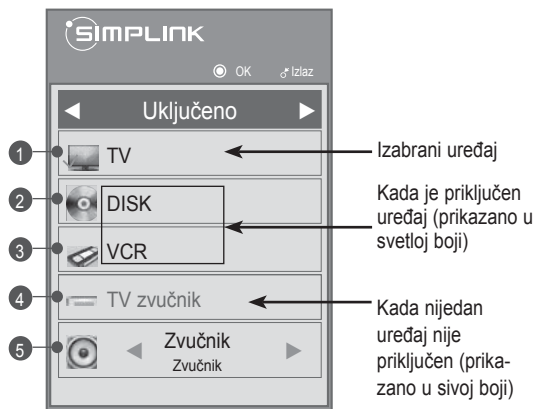 SIMPLINK
OK Izlaz
Uključeno
1 TV
2 DISK
3 VCR
4 TV zvučnik
5 Zvučnik
Zvučnik
Izabrani uređaj
Kada je priključen
uređaj (prikazano u
svetloj boji)
Kada nijedan
uređaj nije
priključen (prika-
zano u sivoj boji)